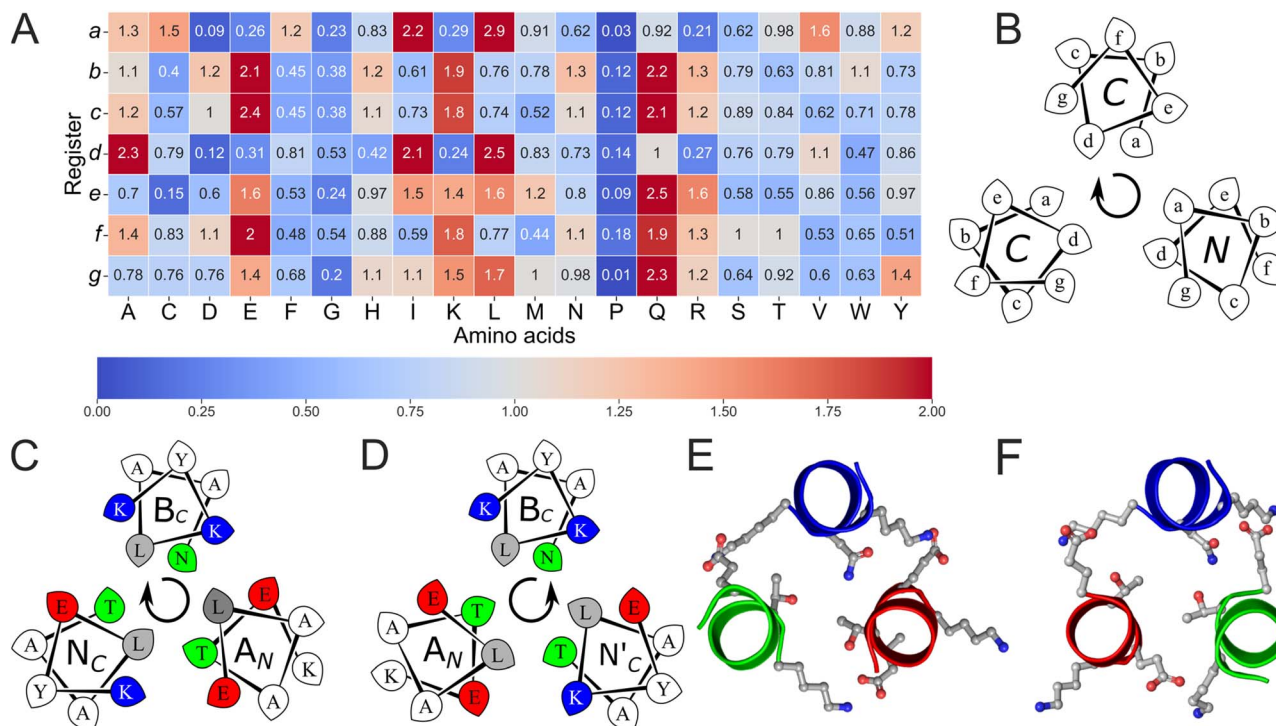 A
Register
a 1.3 1.5 0.09 0.26 1.2 0.23 0.83 2.2 0.29 2.9 0.91 0.62 0.03 0.92 0.21 0.62 0.98 1.6 0.88 1.2
b 1.1 0.4 1.2 2.1 0.45 0.38 1.2 0.61 1.9 0.76 0.78 1.3 0.12 2.2 1.3 0.79 0.63 0.81 1.1 0.73
c 1.2 0.57 1 2.4 0.45 0.38 1.1 0.73 1.8 0.74 0.52 1.1 0.12 2.1 1.2 0.89 0.84 0.62 0.71 0.78
d 2.3 0.79 0.12 0.31 0.81 0.53 0.42 2.1 0.24 2.5 0.83 0.73 0.14 1 0.27 0.76 0.79 1.1 0.47 0.86
e 0.7 0.15 0.6 1.6 0.53 0.24 0.97 1.5 1.4 1.6 1.2 0.8 0.09 2.5 1.6 0.58 0.55 0.86 0.56 0.97
f 1.4 0.83 1.1 2 0.48 0.54 0.88 0.59 1.8 0.77 0.44 1.1 0.18 1.9 1.3 1 1 0.53 0.65 0.51
g 0.78 0.76 0.76 1.4 0.68 0.2 1.1 1.1 1.5 1.7 1 0.98 0.01 2.3 1.2 0.64 0.92 0.6 0.63 1.4
A C D E F G H I K L M N P Q R S T V W Y
Amino acids
0.00 0.25 0.50 0.75 1.00 1.25 1.50 1.75 2.00
B
f
c b
g C e
d a
e a
b C d
f g
c
a b
d N f
g c
e
C
Y
A A
K B_C K
L N
E T
A N_C L
Y K
A
L E
T A_N A
E K
A
D
Y
A A
K B_C K
L N
E T
A A_N L
K E
A
L E
T N'_C A
K Y
A
E
F